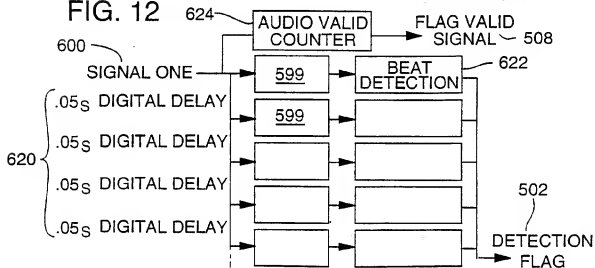 FIG. 12
624
AUDIO VALID
COUNTER
FLAG VALID
SIGNAL 508
600
SIGNAL ONE
599
BEAT
DETECTION
622
.05S DIGITAL DELAY
599
.05S DIGITAL DELAY
620
.05S DIGITAL DELAY
.05S DIGITAL DELAY
502
DETECTION
FLAG